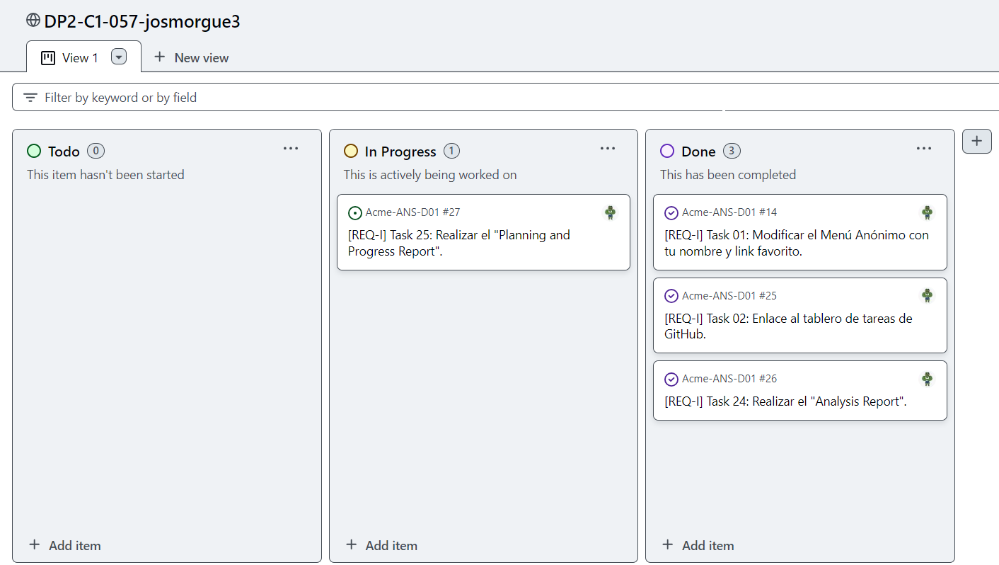 DP2-C1-057-josmorgue3
View 1
New view
Filter by keyword or by field
Todo 0
This item hasn't been started
Add item
In Progress 1
This is actively being worked on
Acme-ANS-D01 #27
[REQ-I] Task 25: Realizar el "Planning and
Progress Report".
Add item
Done 3
This has been completed
Acme-ANS-D01 #14
[REQ-I] Task 01: Modificar el Menú Anónimo con
tu nombre y link favorito.
Acme-ANS-D01 #25
[REQ-I] Task 02: Enlace al tablero de tareas de
GitHub.
Acme-ANS-D01 #26
[REQ-I] Task 24: Realizar el "Analysis Report".
Add item